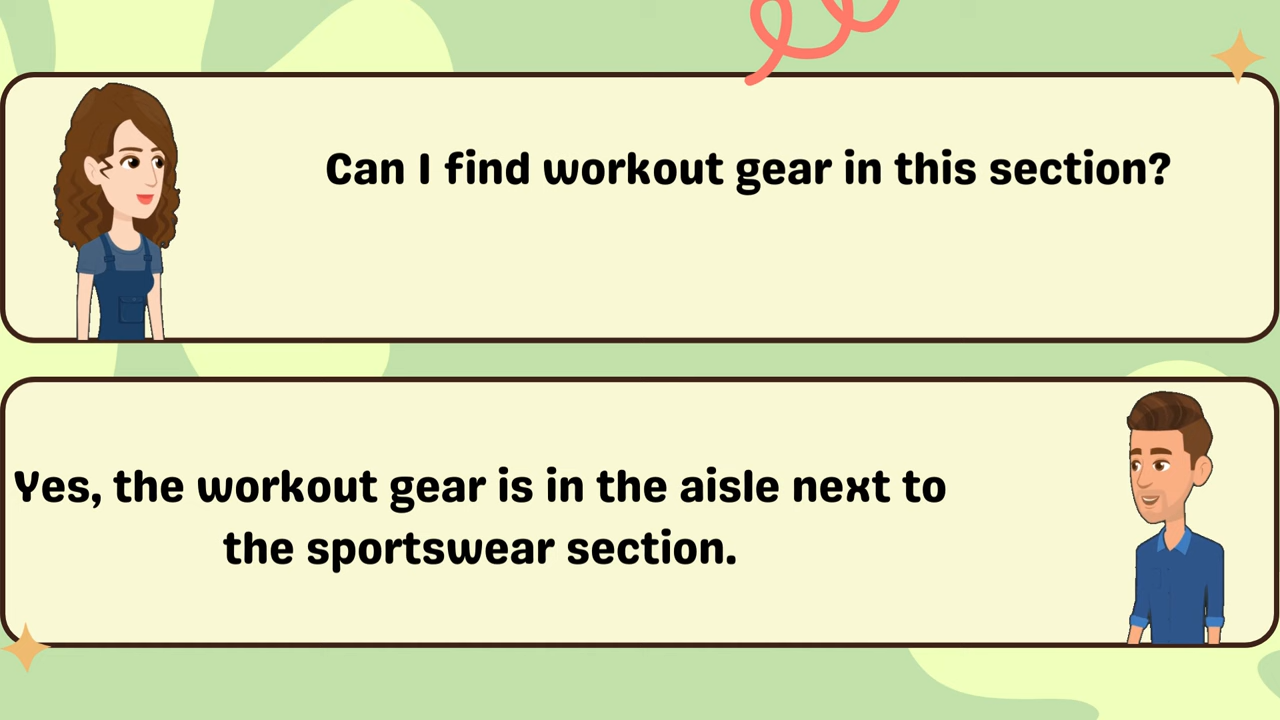 Can I find workout gear in this section?
Yes, the workout gear is in the aisle next to
the sportswear section.